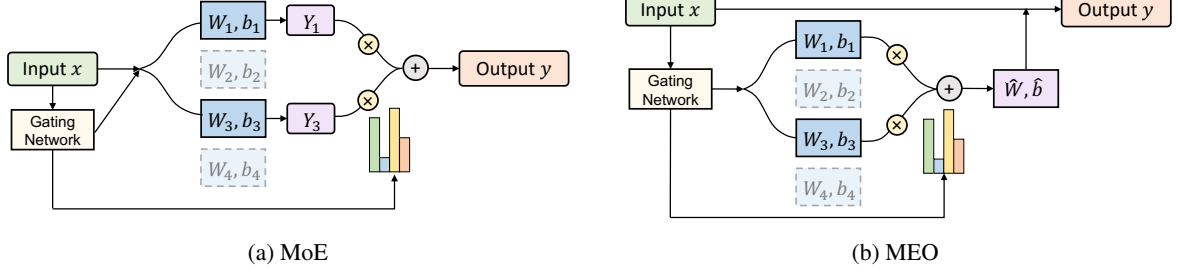 Input x
Gating
Network
W₁, b₁
W₂, b₂
W₃, b₃
W₄, b₄
Y₁
Y₃
×
×
+
Output y
(a) MoE
Input x
Gating
Network
W₁, b₁
W₂, b₂
W₃, b₃
W₄, b₄
×
×
+
Ŵ, b̂
Output y
(b) MEO